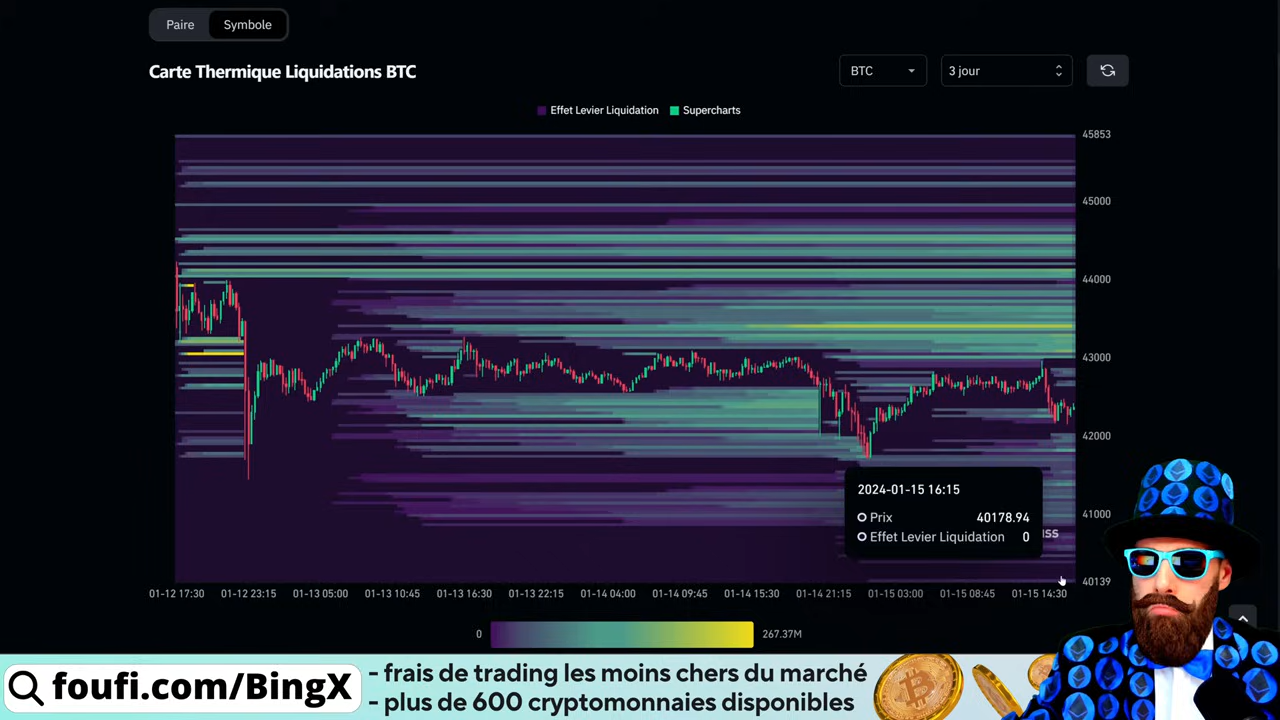 Paire Symbole
Carte Thermique Liquidations BTC
BTC 3 jour
Effet Levier Liquidation Supercharts
45853
45000
44000
43000
42000
41000
40139
2024-01-15 16:15
Prix 40178.94
Effet Levier Liquidation 0
01-12 17:30 01-12 23:15 01-13 05:00 01-13 10:45 01-13 16:30 01-13 22:15 01-14 04:00 01-14 09:45 01-14 15:30 01-14 21:15 01-15 03:00 01-15 08:45 01-15 14:30
0 267.37M
foufi.com/BingX
- frais de trading les moins chers du marché
- plus de 600 cryptomonnaies disponibles